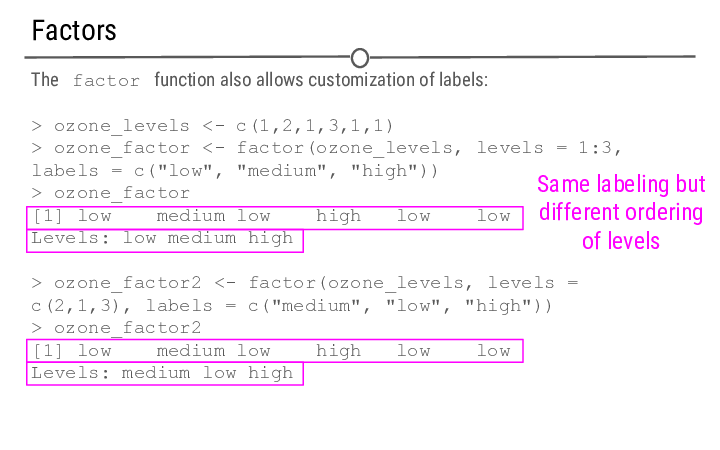 Factors
The factor function also allows customization of labels:
> ozone_levels <- c(1,2,1,3,1,1)
> ozone_factor <- factor(ozone_levels, levels = 1:3,
labels = c("low", "medium", "high"))
> ozone_factor
[1] low    medium low    high   low    low
Levels: low medium high
Same labeling but
different ordering
of levels
> ozone_factor2 <- factor(ozone_levels, levels =
c(2,1,3), labels = c("medium", "low", "high"))
> ozone_factor2
[1] low    medium low    high   low    low
Levels: medium low high